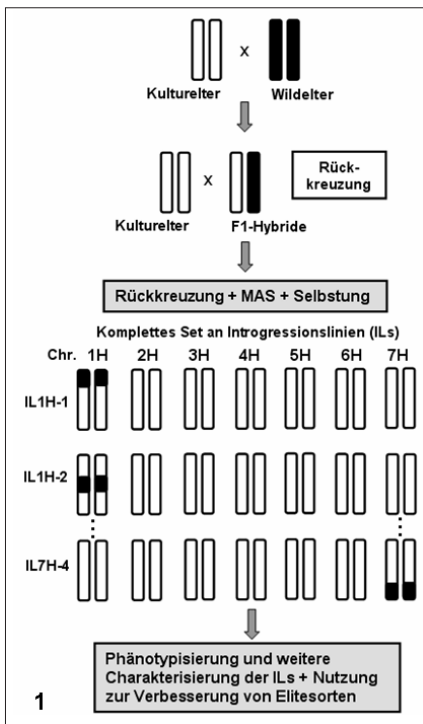 x
Kulturelter Wildelter
x
Rück-
kreuzung
Kulturelter F1-Hybride
Rückkreuzung + MAS + Selbstung
Komplettes Set an Introgressionslinien (ILs)
Chr. 1H 2H 3H 4H 5H 6H 7H
IL1H-1
IL1H-2
IL7H-4
Phänotypisierung und weitere
Charakterisierung der ILs + Nutzung
zur Verbesserung von Elitesorten
1